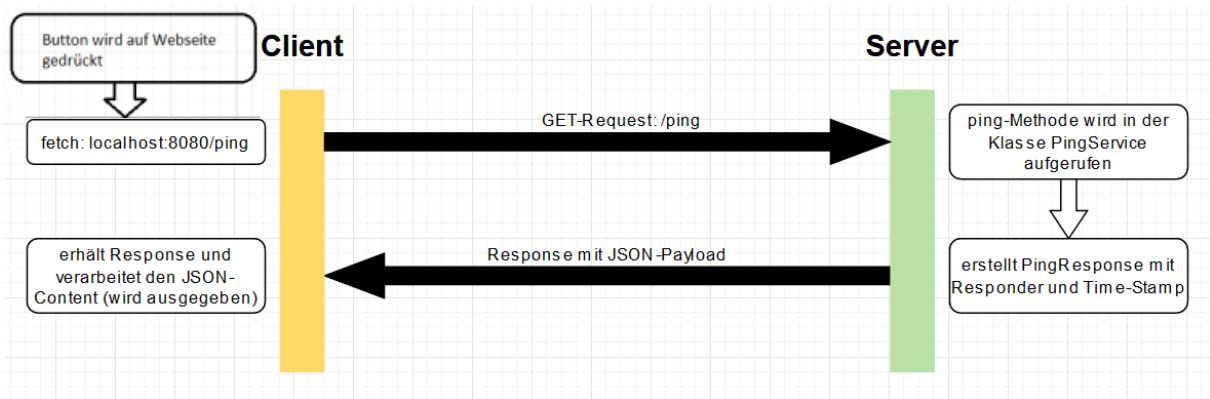 Button wird auf Webseite
gedrückt
Client
Server
fetch: localhost:8080/ping
GET-Request: /ping
ping-Methode wird in der
Klasse PingService
aufgerufen
erhält Response und
verarbeitet den JSON-
Content (wird ausgegeben)
Response mit JSON-Payload
erstellt PingResponse mit
Responder und Time-Stamp